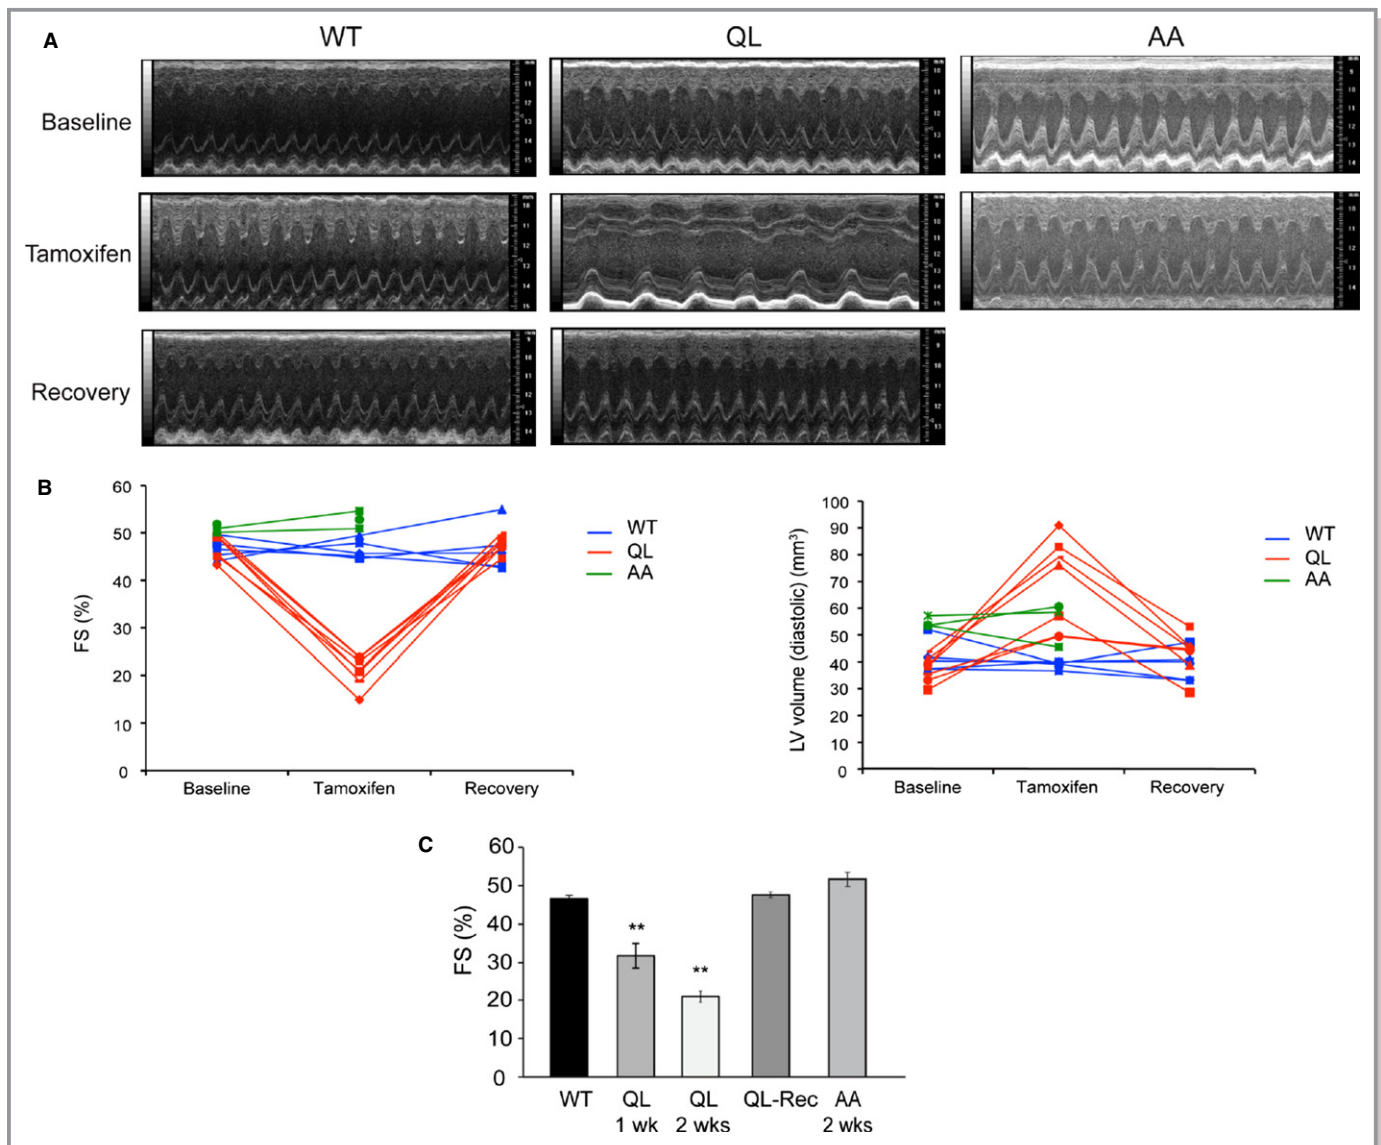 A
WT
QL
AA
Baseline
Tamoxifen
Recovery
B
60
50
40
30
20
10
0
FS (%)
Baseline
Tamoxifen
Recovery
WT
QL
AA
100
90
80
70
60
50
40
30
20
10
0
LV volume (diastolic) (mm³)
Baseline
Tamoxifen
Recovery
WT
QL
AA
C
60
50
40
30
20
10
0
FS (%)
**
**
WT
QL
1 wk
QL
2 wks
QL-Rec
AA
2 wks